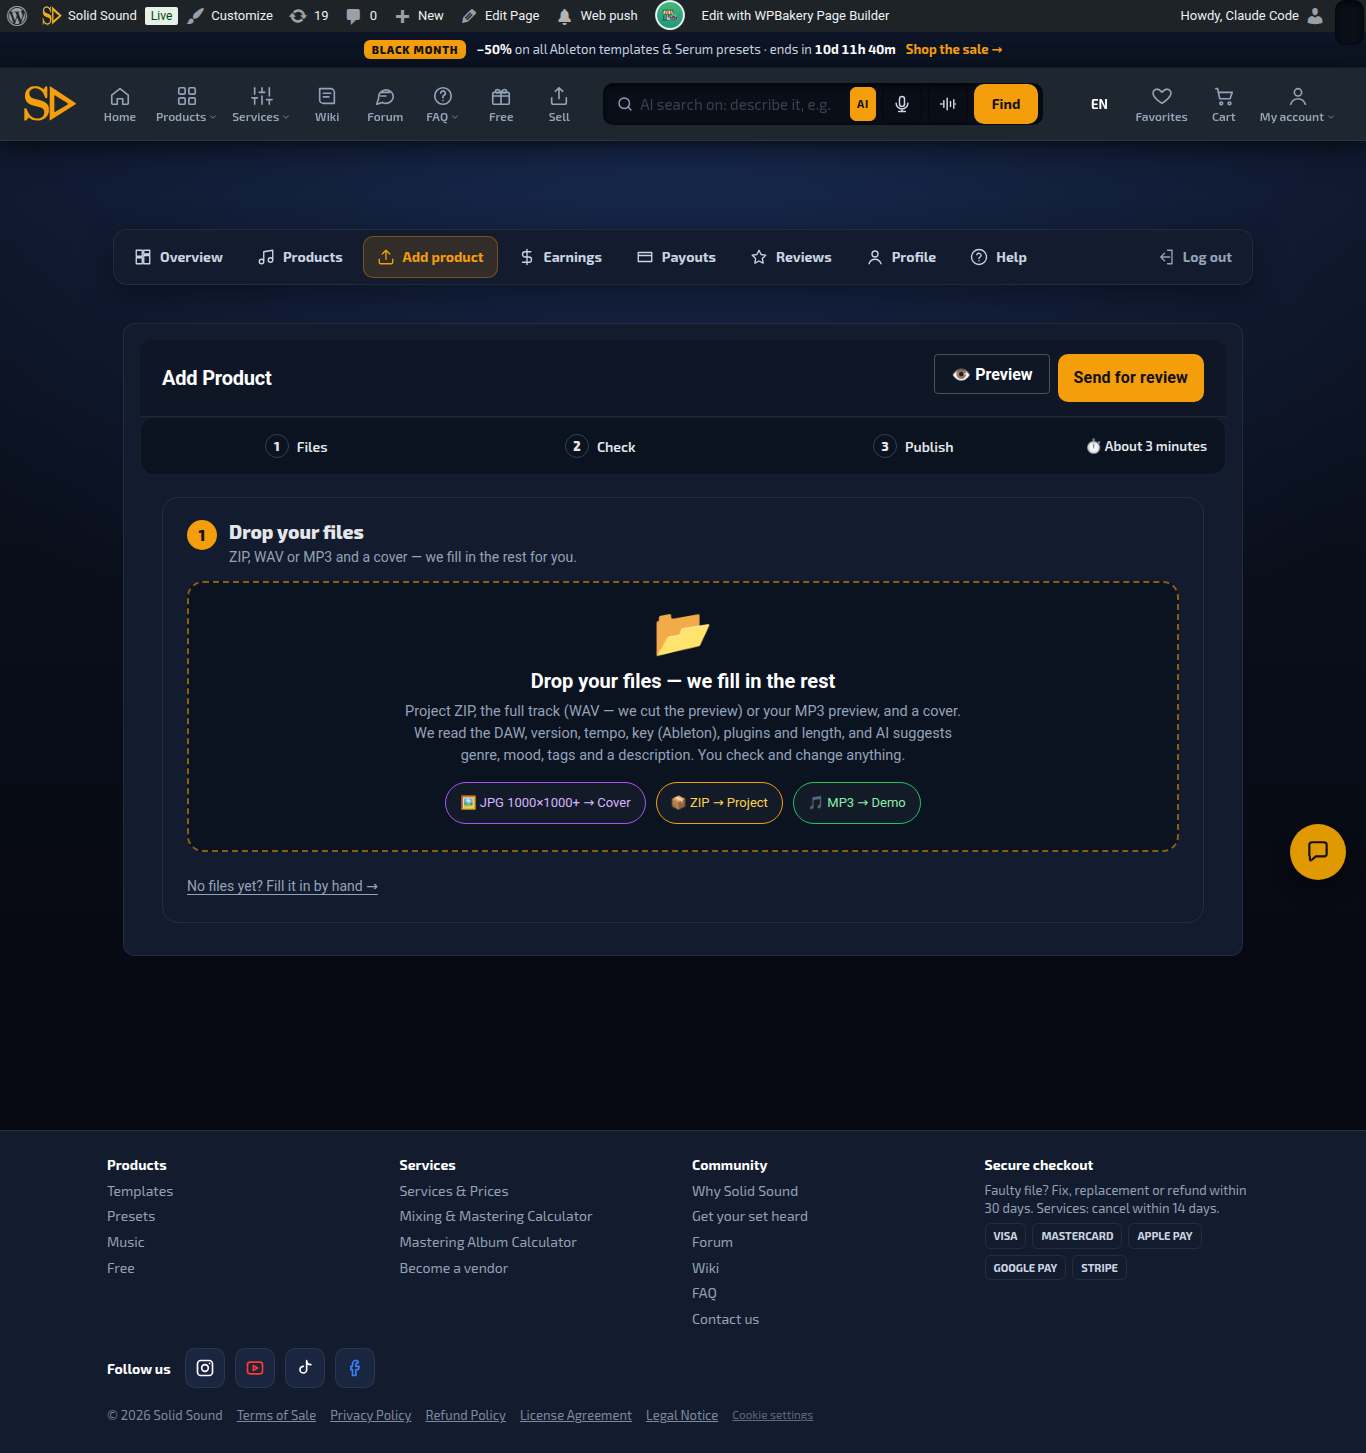 Solid Sound Live Customize 19 0 New Edit Page Web push Edit with WPBakery Page Builder Howdy, Claude Code
BLACK MONTH −50% on all Ableton templates & Serum presets · ends in 10d 11h 40m Shop the sale →
SD Home Products Services Wiki Forum FAQ Free Sell AI search on: describe it, e.g. AI Find EN Favorites Cart My account
Overview Products Add product Earnings Payouts Reviews Profile Help Log out
Add Product Preview Send for review
1 Files 2 Check 3 Publish About 3 minutes
1 Drop your files
ZIP, WAV or MP3 and a cover — we fill in the rest for you.
Drop your files — we fill in the rest
Project ZIP, the full track (WAV — we cut the preview) or your MP3 preview, and a cover.
We read the DAW, version, tempo, key (Ableton), plugins and length, and AI suggests
genre, mood, tags and a description. You check and change anything.
JPG 1000×1000+ → Cover ZIP → Project MP3 → Demo
No files yet? Fill it in by hand →
Products Services Community Secure checkout
Templates Services & Prices Why Solid Sound Faulty file? Fix, replacement or refund within
30 days. Services: cancel within 14 days.
Presets Mixing & Mastering Calculator Get your set heard
Music Mastering Album Calculator Forum VISA MASTERCARD APPLE PAY
Free Become a vendor Wiki GOOGLE PAY STRIPE
FAQ
Contact us
Follow us
© 2026 Solid Sound Terms of Sale Privacy Policy Refund Policy License Agreement Legal Notice Cookie settings